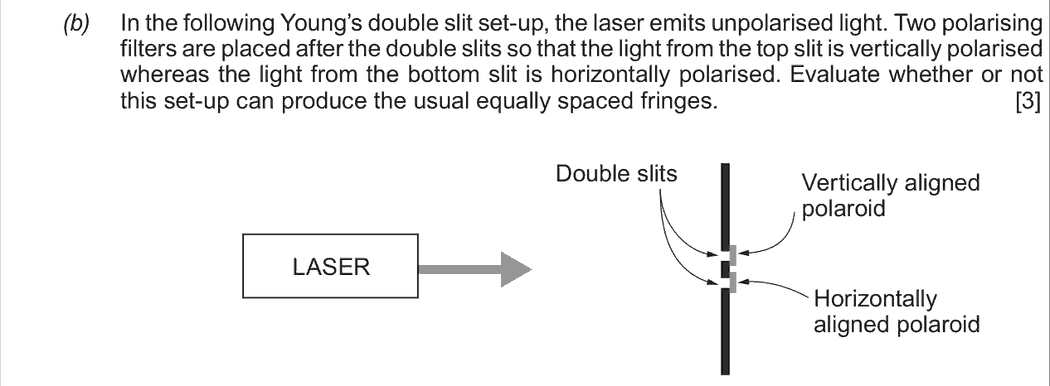 (b) In the following Young's double slit set-up, the laser emits unpolarised light. Two polarising
filters are placed after the double slits so that the light from the top slit is vertically polarised
whereas the light from the bottom slit is horizontally polarised. Evaluate whether or not
this set-up can produce the usual equally spaced fringes. [3]
Double slits
Vertically aligned
polaroid
LASER
Horizontally
aligned polaroid